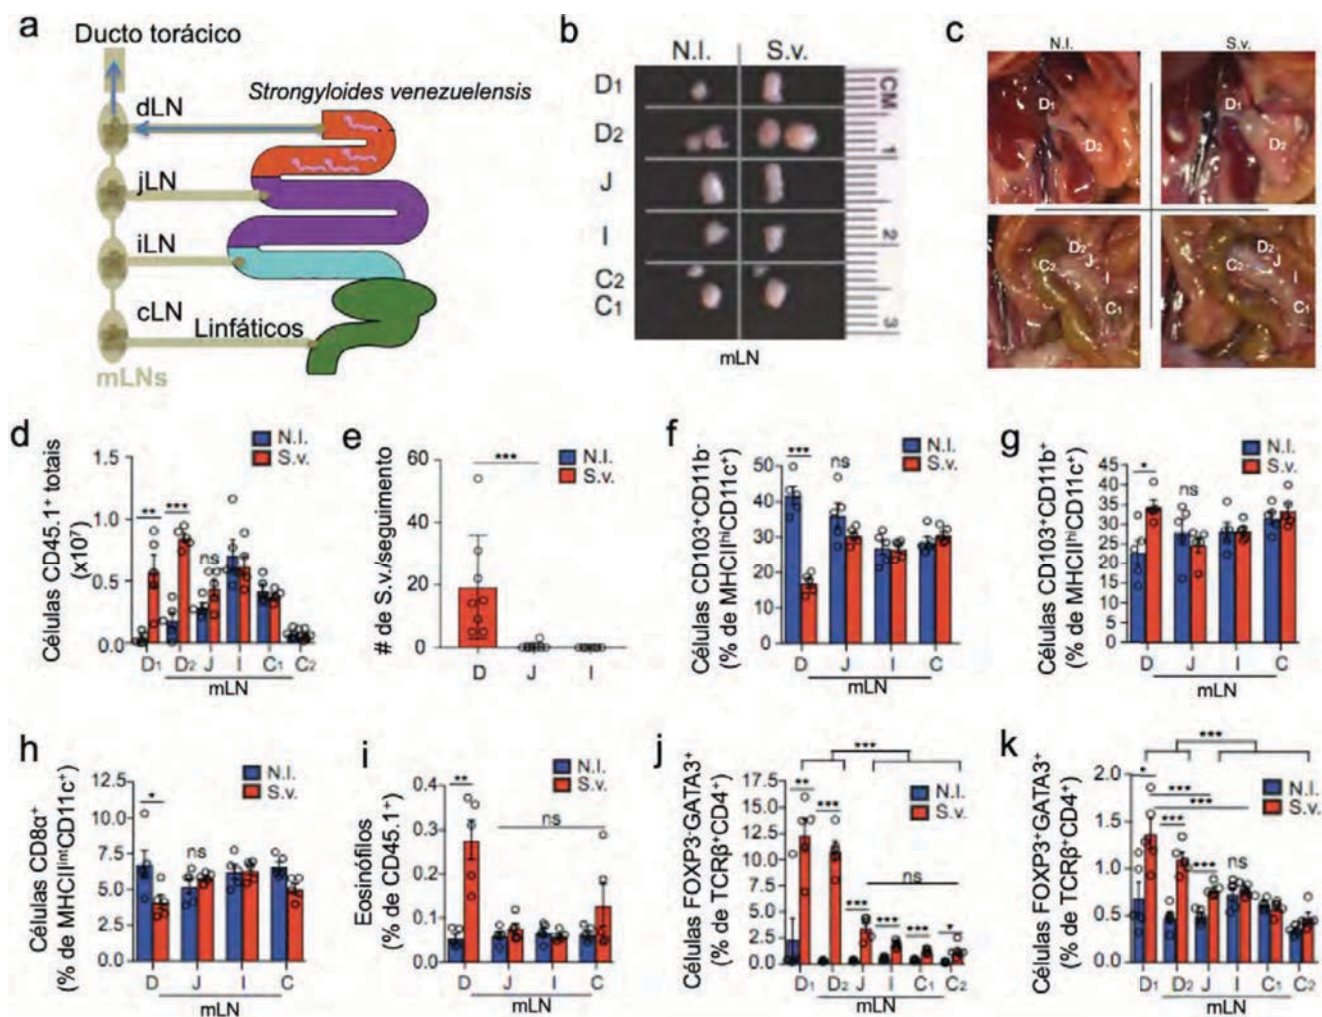 a
Ducto torácico
dLN
Strongyloides venezuelensis
jLN
iLN
cLN
Linfáticos
mLNs
b
N.I.
S.v.
D1
D2
J
I
C2
C1
CM
1
2
3
mLN
c
N.I.
S.v.
D1
D2
D1
D2
D2
J
C2
I
C1
D2
J
C2
I
C1
d
Células CD45.1+ totais
(x10⁷)
N.I.
S.v.
1.5
1.0
0.5
0.0
** *** ns
D1 D2 J I C1 C2
mLN
e
# de S.v./seguimento
N.I.
S.v.
60
40
20
0
***
D J I
f
Células CD103+CD11b-
(% de MHCIIhiCD11c+)
N.I.
S.v.
50
40
30
20
10
0
*** ns
D J I C
mLN
g
Células CD103+CD11b+
(% de MHCIIhiCD11c+)
N.I.
S.v.
45
40
35
30
25
20
15
10
5
0
* ns
D J I C
mLN
h
Células CD8α+
(% de MHCIIintCD11c+)
N.I.
S.v.
12.5
10.0
7.5
5.0
2.5
0.0
* ns
D J I C
mLN
i
Eosinófilos
(% de CD45.1+)
N.I.
S.v.
0.4
0.3
0.2
0.1
0.0
** ns
D J I C
mLN
j
Células FOXP3-GATA3+
(% de TCRβ+CD4+)
N.I.
S.v.
17.5
15.0
12.5
10.0
7.5
5.0
2.5
0.0
***
** ***
ns
*** *** *** *
D1 D2 J I C1 C2
mLN
k
Células FOXP3+GATA3+
(% de TCRβ+CD4+)
N.I.
S.v.
2.0
1.5
1.0
0.5
0.0
***
*
***
***
***
*** ns
D1 D2 J I C1 C2
mLN